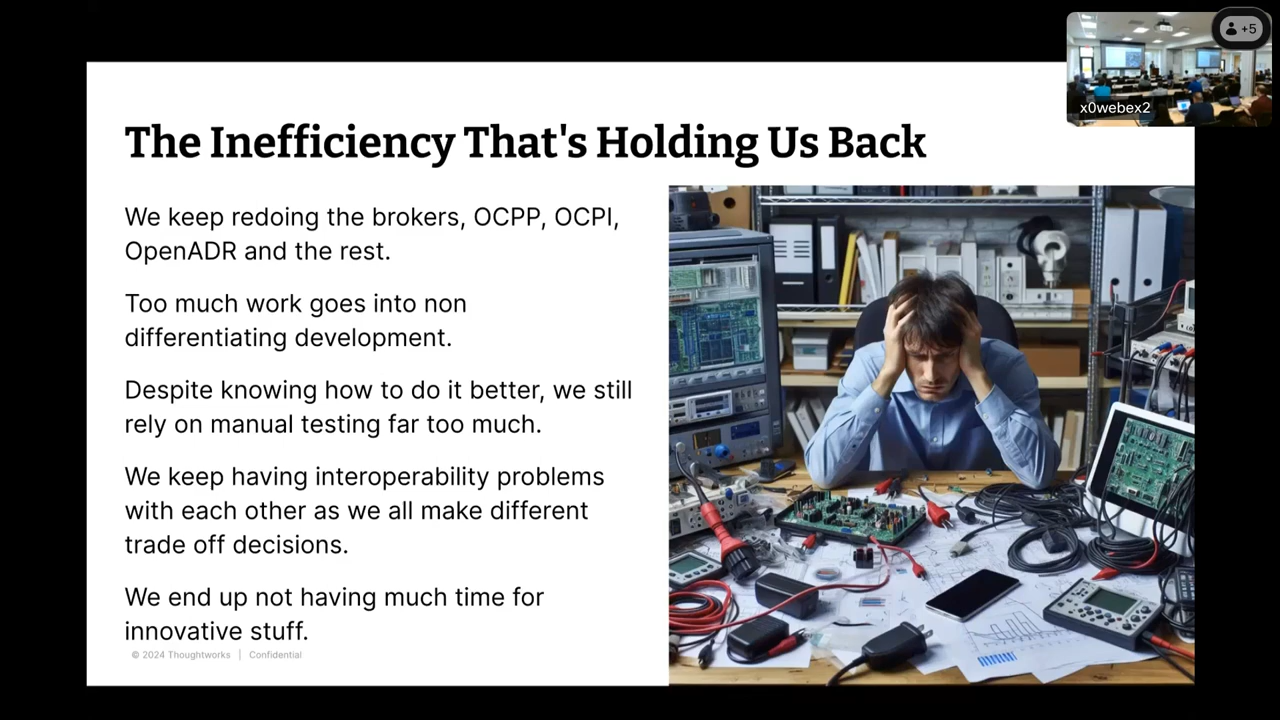 +5
x0webex2
The Inefficiency That's Holding Us Back
We keep redoing the brokers, OCPP, OCPI,
OpenADR and the rest.
Too much work goes into non
differentiating development.
Despite knowing how to do it better, we still
rely on manual testing far too much.
We keep having interoperability problems
with each other as we all make different
trade off decisions.
We end up not having much time for
innovative stuff.
© 2024 Thoughtworks | Confidential